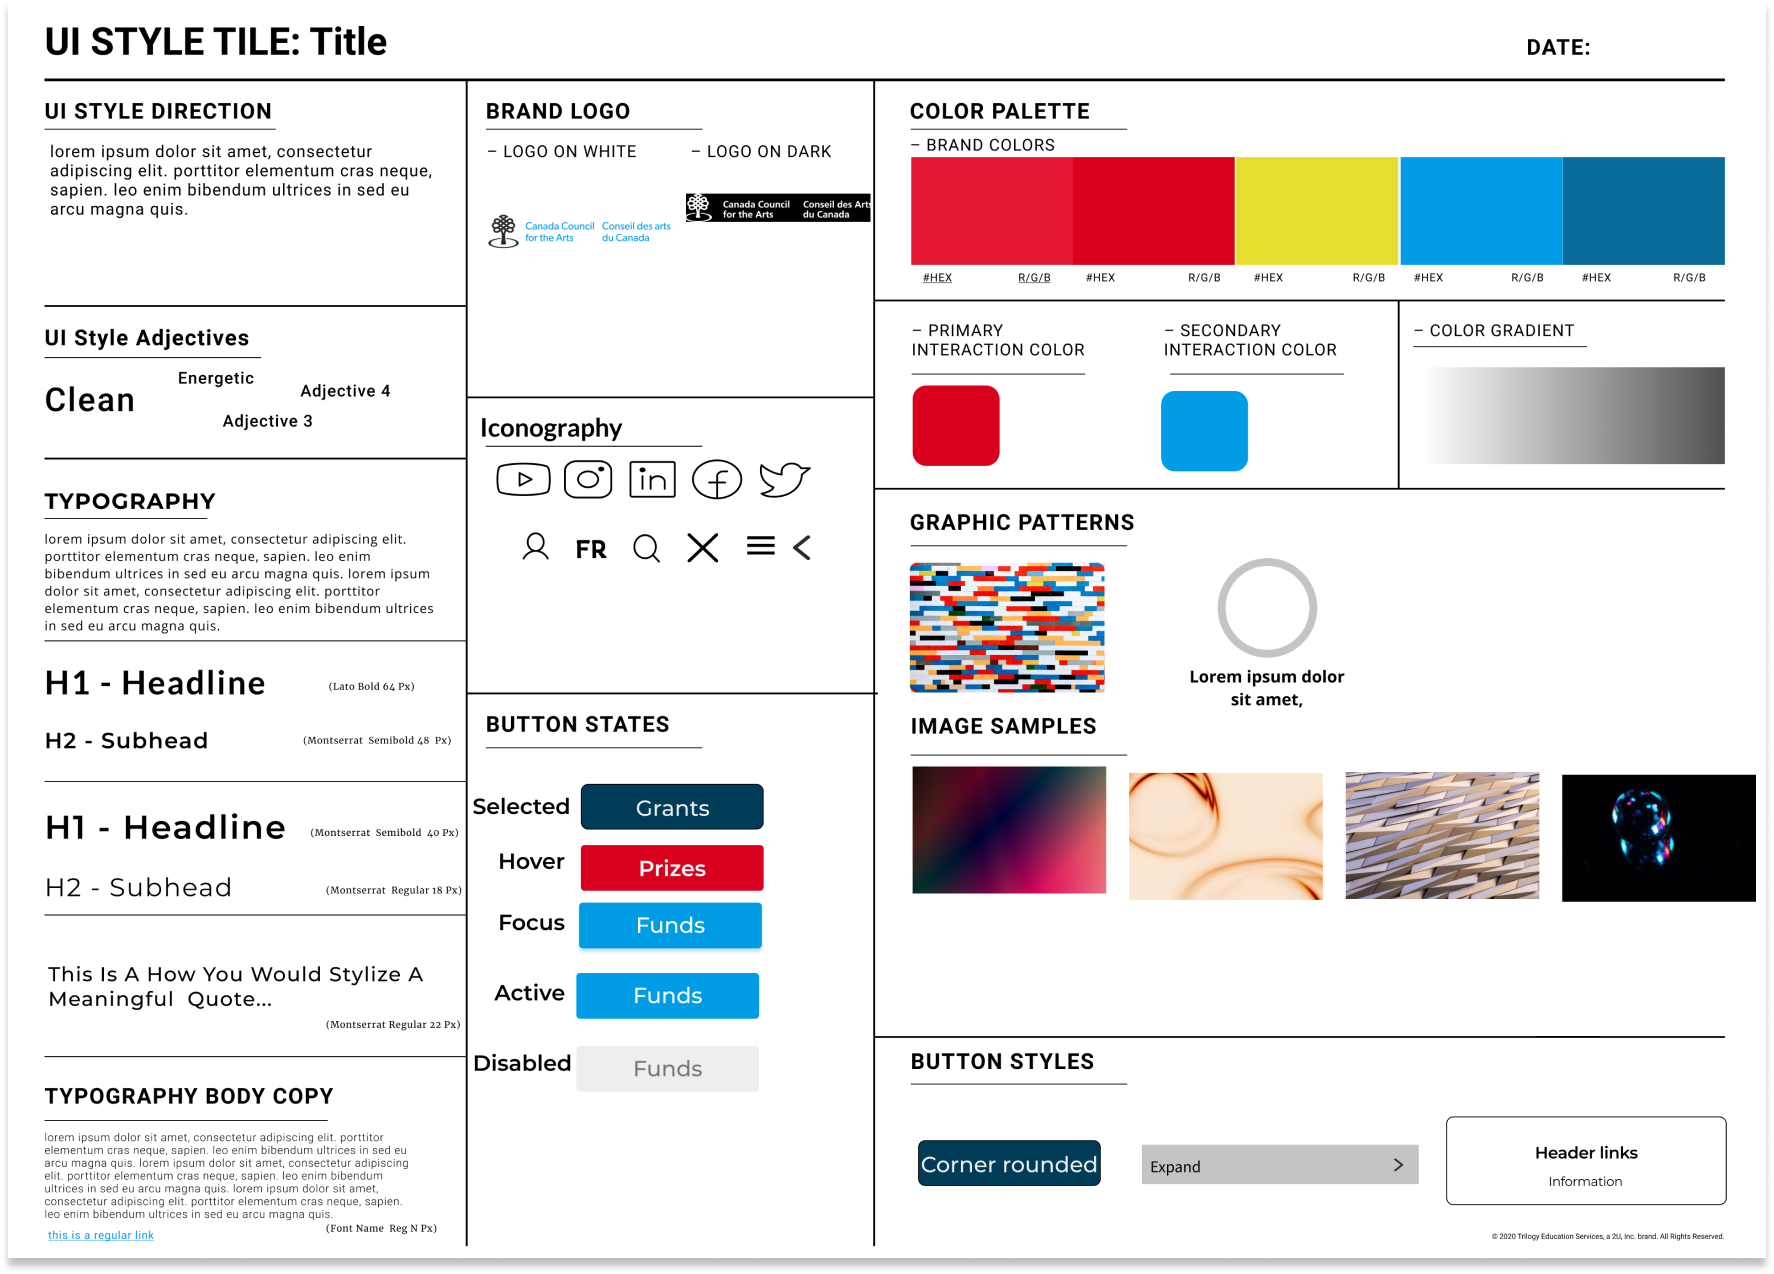 UI STYLE TILE: Title
DATE:
UI STYLE DIRECTION
lorem ipsum dolor sit amet, consectetur
adipiscing elit. porttitor elementum cras neque,
sapien. leo enim bibendum ultrices in sed eu
arcu magna quis.
UI Style Adjectives
Clean
Energetic
Adjective 4
Adjective 3
TYPOGRAPHY
lorem ipsum dolor sit amet, consectetur adipiscing elit.
porttitor elementum cras neque, sapien. leo enim
bibendum ultrices in sed eu arcu magna quis. lorem ipsum
dolor sit amet, consectetur adipiscing elit. porttitor
elementum cras neque, sapien. leo enim bibendum ultrices
in sed eu arcu magna quis.
H1 - Headline
(Lato Bold 64 Px)
H2 - Subhead
(Montserrat Semibold 48 Px)
H1 - Headline
(Montserrat Semibold 40 Px)
H2 - Subhead
(Montserrat Regular 18 Px)
This Is A How You Would Stylize A
Meaningful Quote...
(Montserrat Regular 22 Px)
TYPOGRAPHY BODY COPY
lorem ipsum dolor sit amet, consectetur adipiscing elit. porttitor
elementum cras neque, sapien. leo enim bibendum ultrices in sed eu
arcu magna quis. lorem ipsum dolor sit amet, consectetur adipiscing
elit. porttitor elementum cras neque, sapien. leo enim bibendum
ultrices in sed eu arcu magna quis. lorem ipsum dolor sit amet,
consectetur adipiscing elit. porttitor elementum cras neque, sapien.
leo enim bibendum ultrices in sed eu arcu magna quis.
(Font Name Reg N Px)
this is a regular link
BRAND LOGO
– LOGO ON WHITE
– LOGO ON DARK
Canada Council
for the Arts
Conseil des arts
du Canada
Canada Council
for the Arts
Conseil des Arts
du Canada
Iconography
in
f
FR
BUTTON STATES
Selected
Grants
Hover
Prizes
Focus
Funds
Active
Funds
Disabled
Funds
COLOR PALETTE
– BRAND COLORS
#HEX R/G/B
#HEX R/G/B
#HEX R/G/B
#HEX R/G/B
#HEX R/G/B
– PRIMARY
INTERACTION COLOR
– SECONDARY
INTERACTION COLOR
– COLOR GRADIENT
GRAPHIC PATTERNS
Lorem ipsum dolor
sit amet,
IMAGE SAMPLES
BUTTON STYLES
Corner rounded
Expand
Header links
Information
© 2020 Trilogy Education Services, a 2U, Inc. brand. All Rights Reserved.